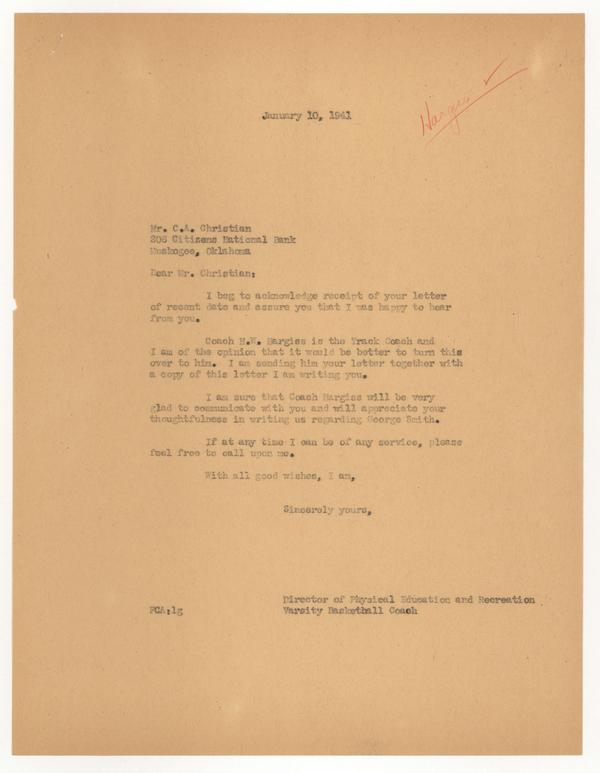 Hargiss ✓
January 10, 1941
Mr. C.A. Christian
206 Citizens National Bank
Muskogee, Oklahoma
Dear Mr. Christian:
I beg to acknowledge receipt of your letter
of recent date and assure you that I was happy to hear
from you.
Coach H.W. Hargiss is the Track Coach and
I am of the opinion that it would be better to turn this
over to him. I am sending him your letter together with
a copy of this letter I am writing you.
I am sure that Coach Hargiss will be very
glad to communicate with you and will appreciate your
thoughtfulness in writing us regarding George Smith.
If at any time I can be of any service, please
feel free to call upon me.
With all good wishes, I am,
Sincerely yours,
Director of Physical Education and Recreation
FCA:lg Varsity Basketball Coach